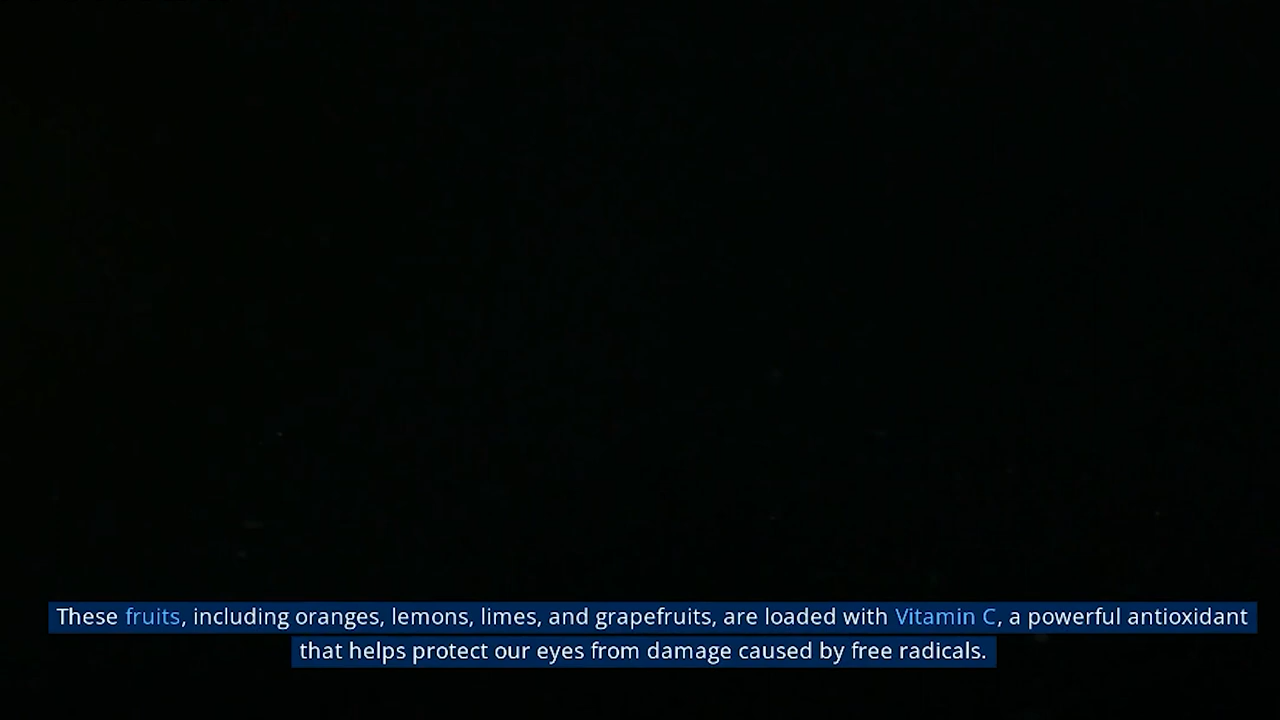 These fruits, including oranges, lemons, limes, and grapefruits, are loaded with Vitamin C, a powerful antioxidant
that helps protect our eyes from damage caused by free radicals.